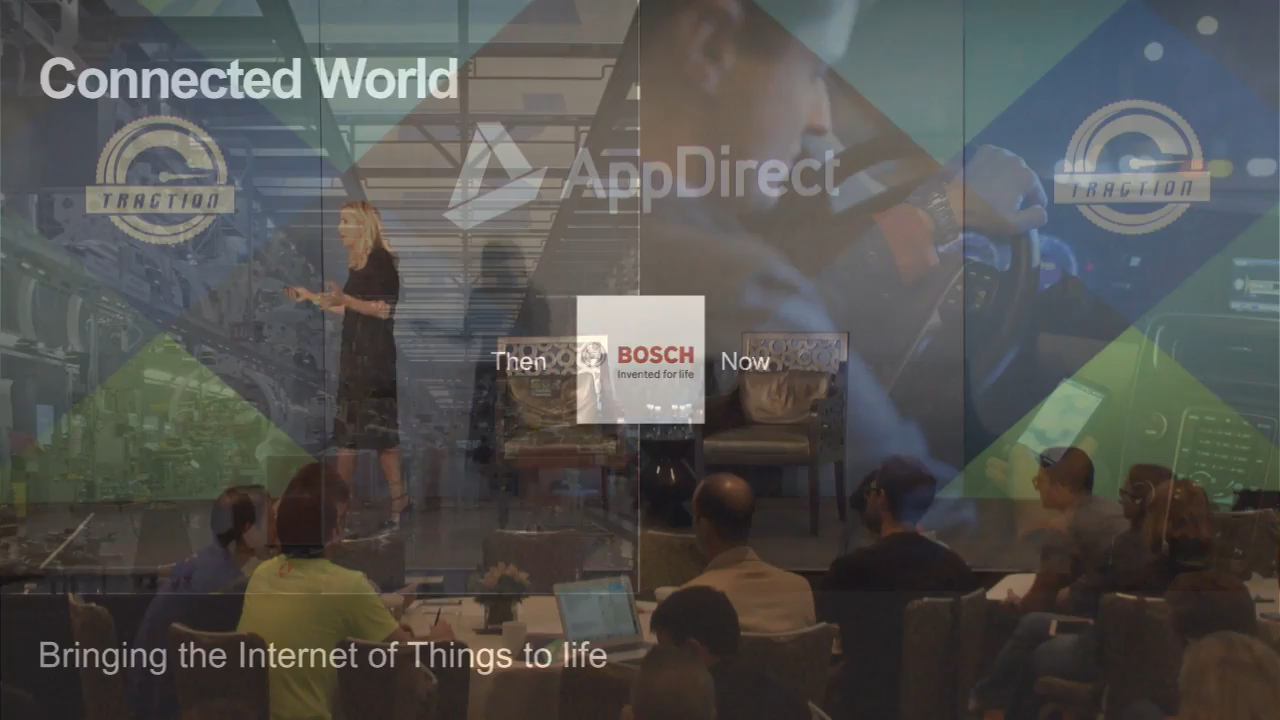 Connected World
TRACTION
AppDirect
TRACTION
Then
BOSCH
Invented for life
Now
Bringing the Internet of Things to life